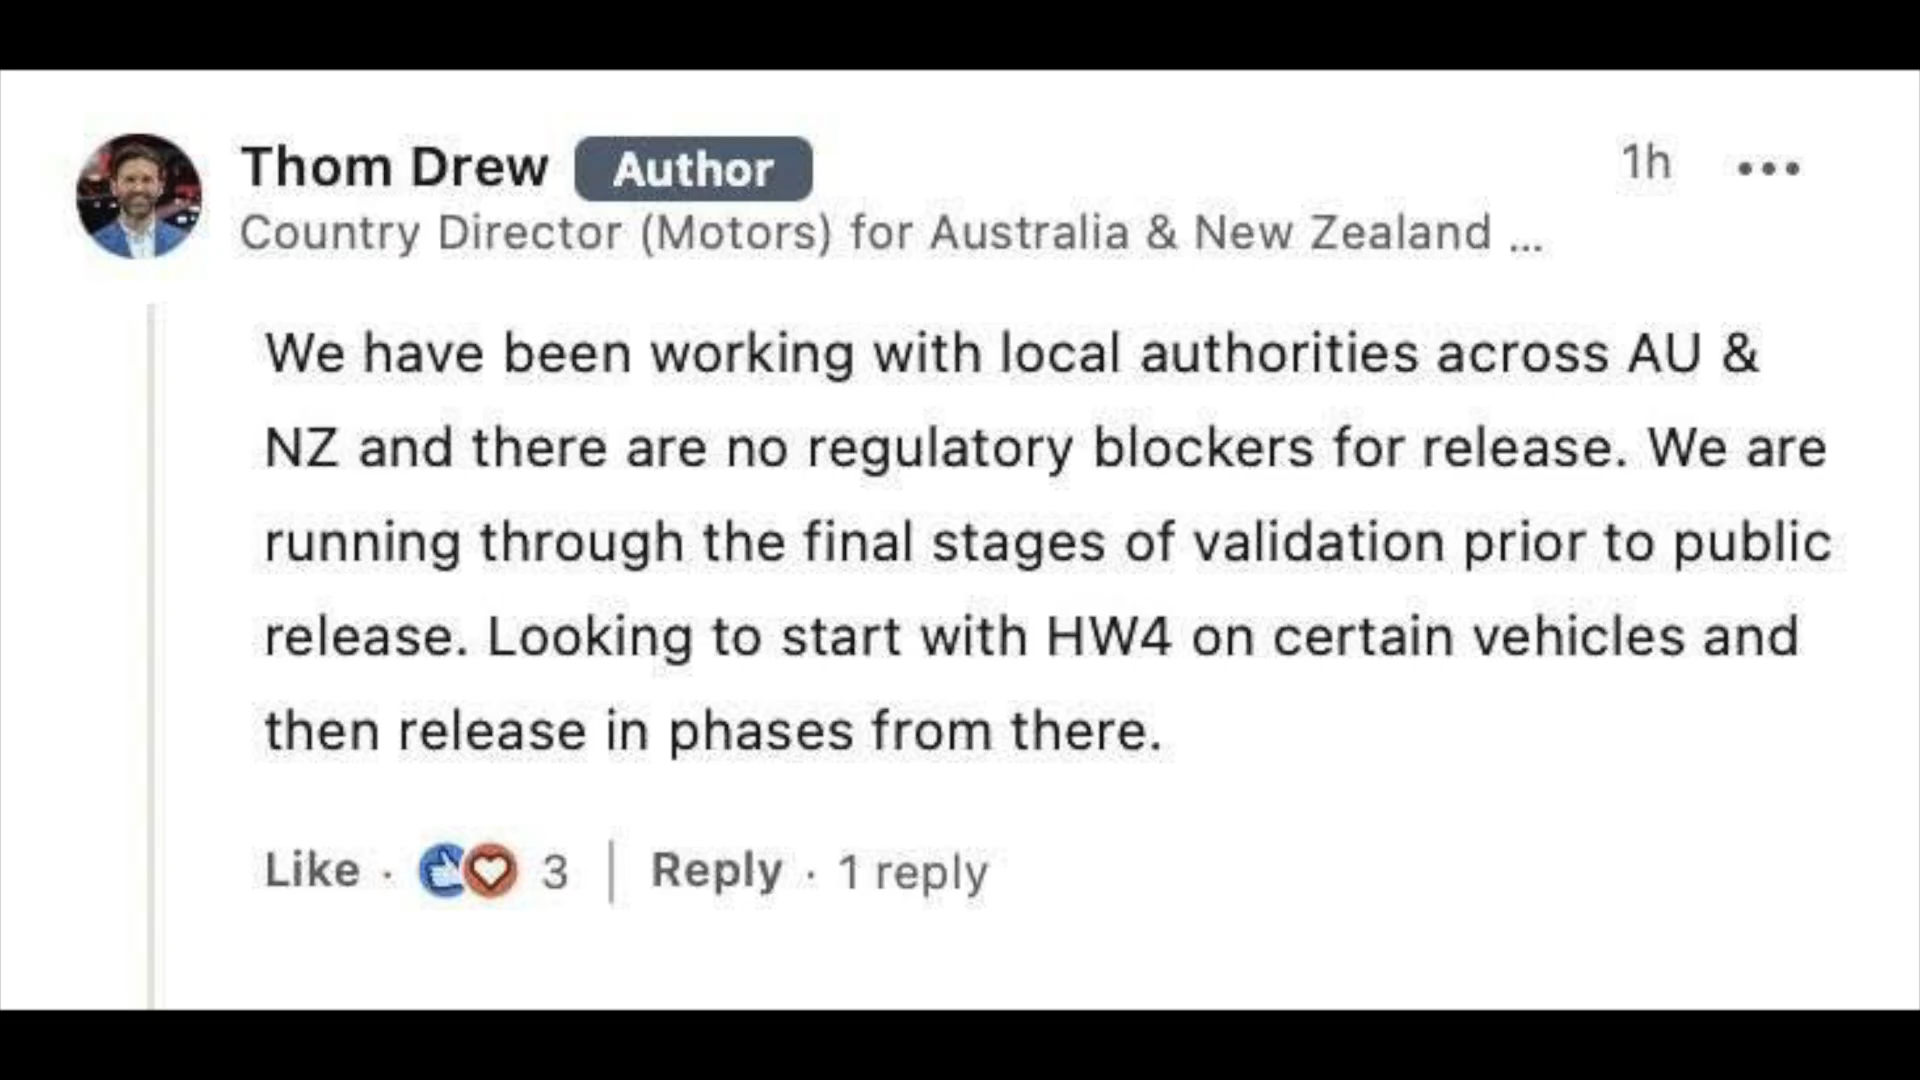 Thom Drew Author 1h •••
Country Director (Motors) for Australia & New Zealand ...
We have been working with local authorities across AU &
NZ and there are no regulatory blockers for release. We are
running through the final stages of validation prior to public
release. Looking to start with HW4 on certain vehicles and
then release in phases from there.
Like · 3 | Reply · 1 reply